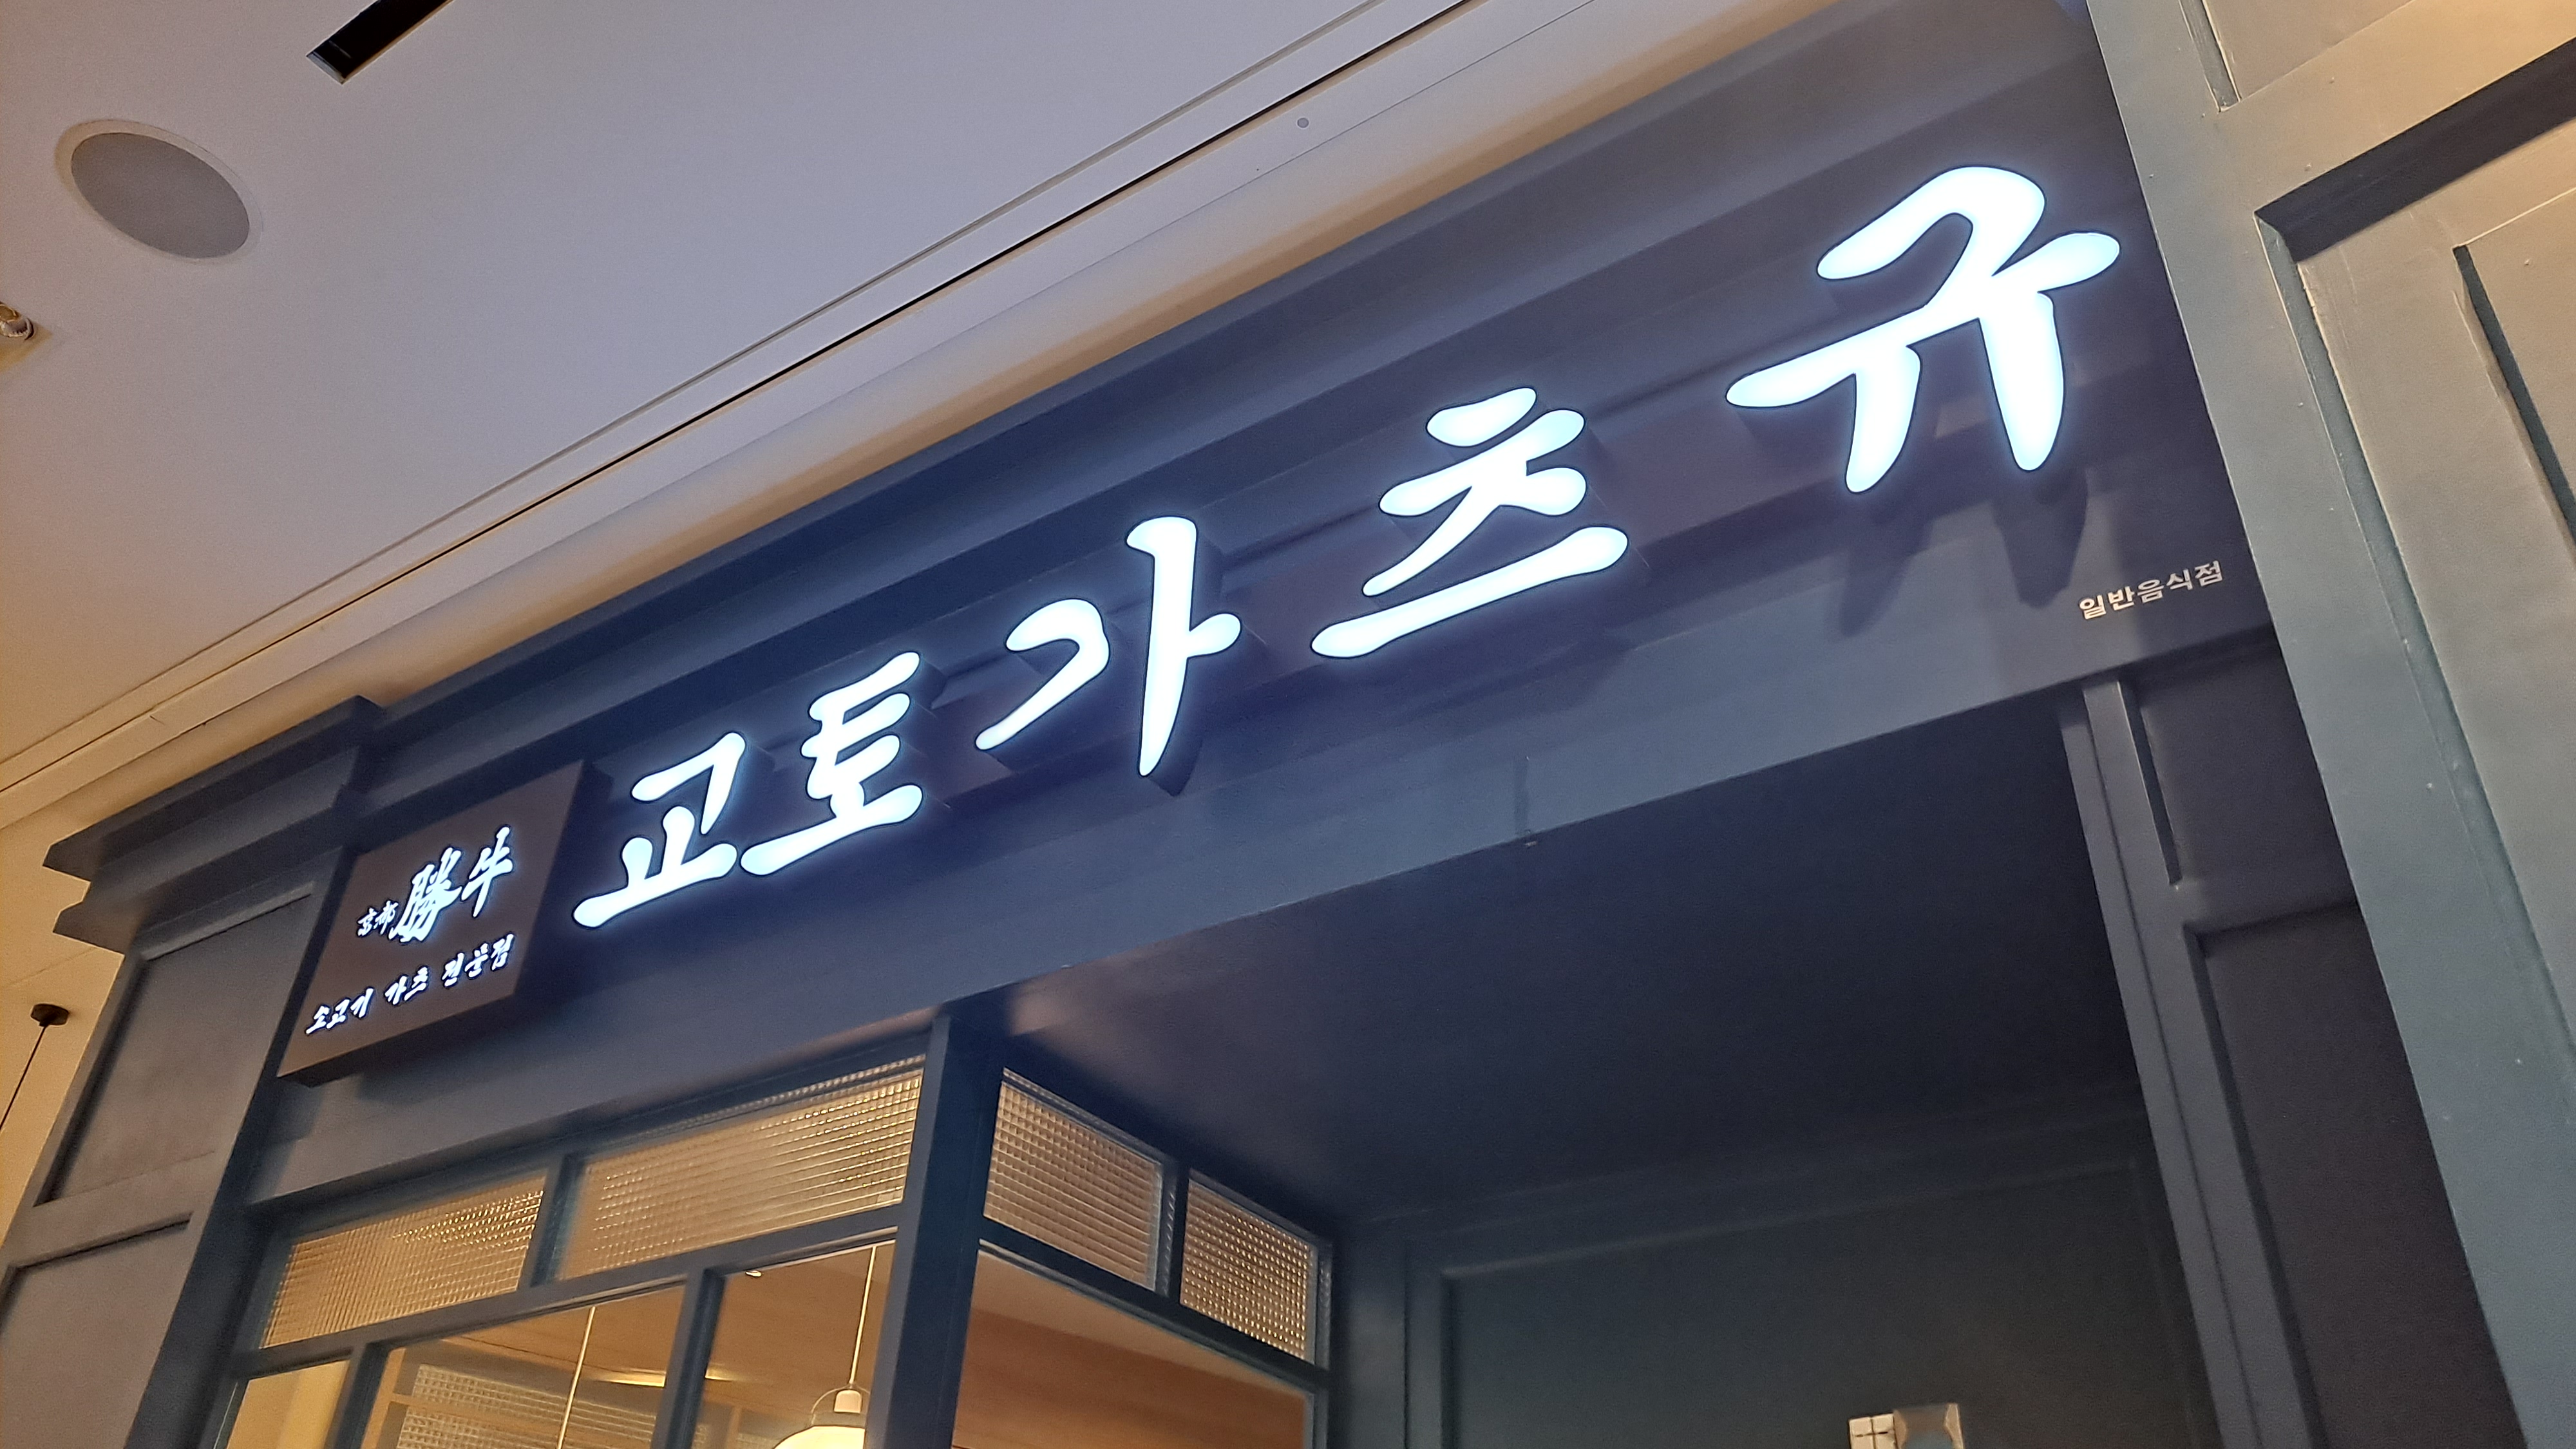 京都 勝牛
소고기 가츠 전문점
교토가츠규
일반음식점